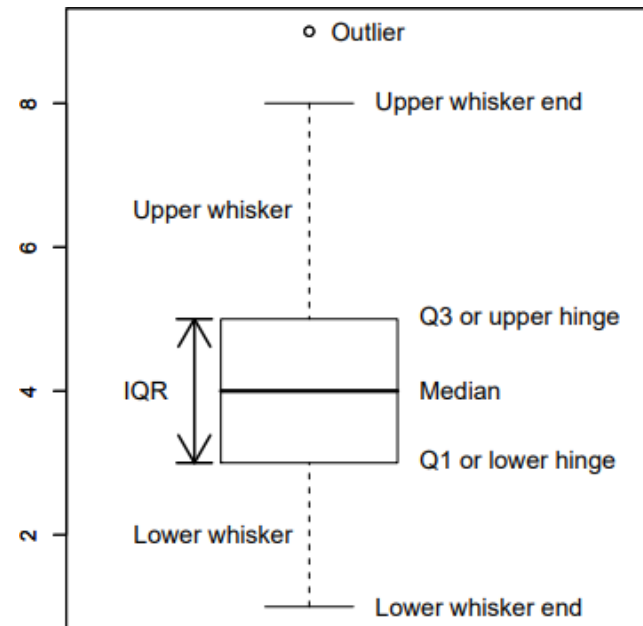 Outlier
8
Upper whisker end
Upper whisker
6
Q3 or upper hinge
IQR
4
Median
Q1 or lower hinge
2
Lower whisker
Lower whisker end